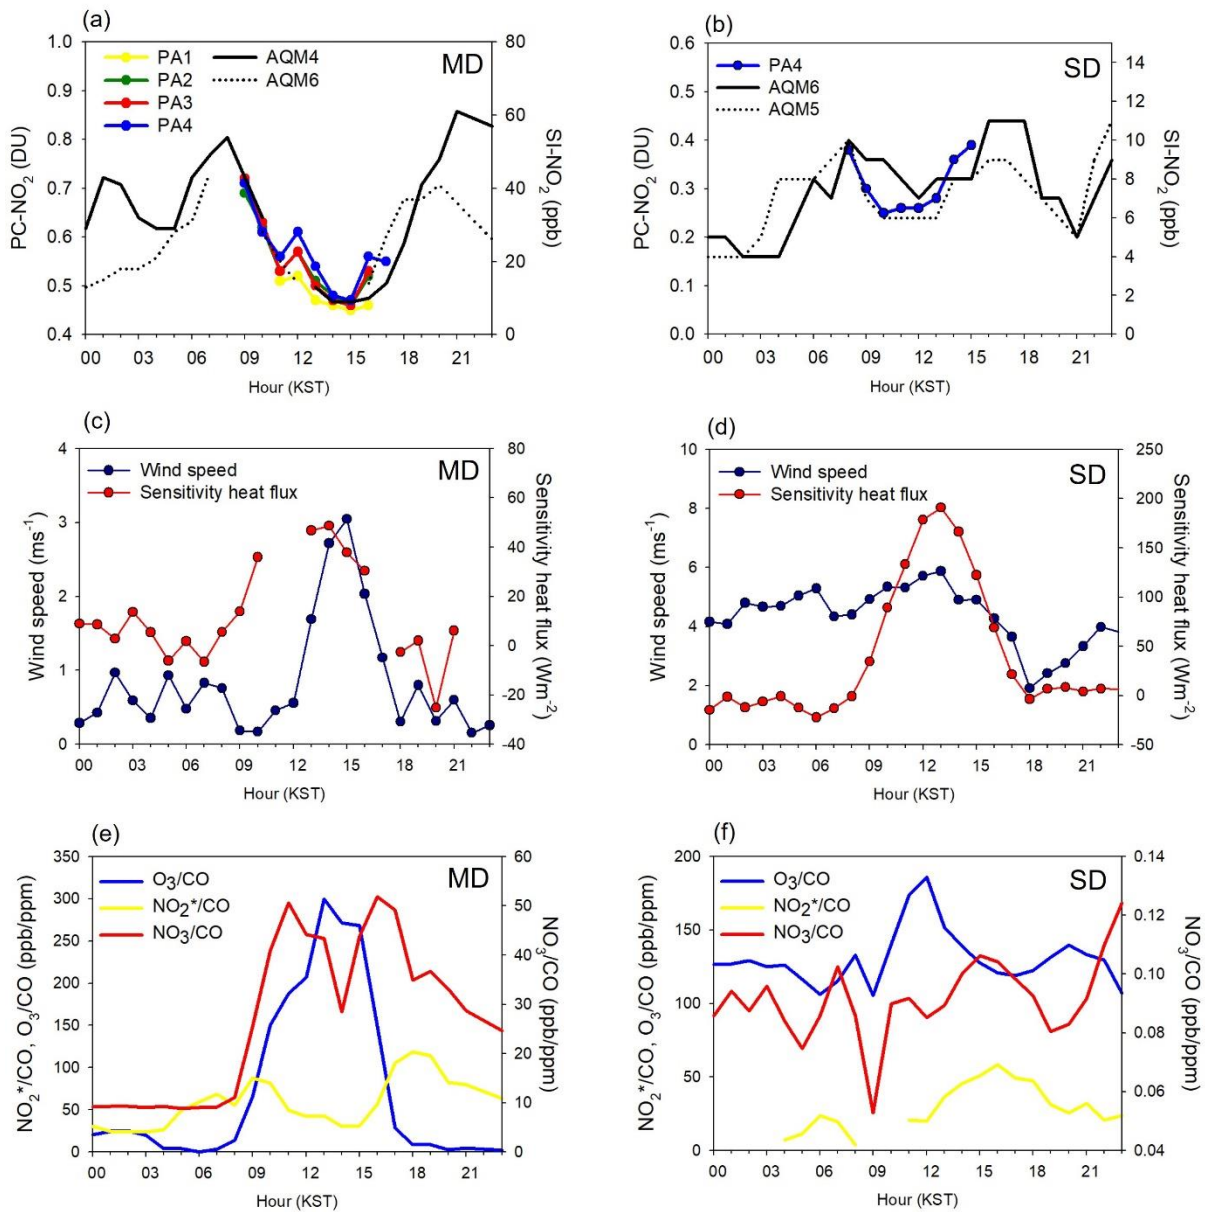 (a)
MD
PA1
PA2
PA3
PA4
AQM4
AQM6
PC-NO₂ (DU)
1.0
0.9
0.8
0.7
0.6
0.5
0.4
SI-NO₂ (ppb)
80
60
40
20
0
00 03 06 09 12 15 18 21
Hour (KST)
(b)
SD
PA4
AQM6
AQM5
PC-NO₂ (DU)
0.6
0.5
0.4
0.3
0.2
0.1
0.0
SI-NO₂ (ppb)
14
12
10
8
6
4
2
0
00 03 06 09 12 15 18 21
Hour (KST)
(c)
MD
Wind speed
Sensitivity heat flux
Wind speed (ms⁻¹)
4
3
2
1
0
Sensitivity heat flux (Wm⁻²)
80
60
40
20
0
-20
-40
00 03 06 09 12 15 18 21
Hour (KST)
(d)
SD
Wind speed
Sensitivity heat flux
Wind speed (ms⁻¹)
10
8
6
4
2
0
Sensitivity heat flux (Wm⁻²)
250
200
150
100
50
0
-50
00 03 06 09 12 15 18 21
Hour (KST)
(e)
MD
O₃/CO
NO₂*/CO
NO₃/CO
NO₂*/CO, O₃/CO (ppb/ppm)
350
300
250
200
150
100
50
0
NO₃/CO (ppb/ppm)
60
50
40
30
20
10
0
00 03 06 09 12 15 18 21
Hour (KST)
(f)
SD
O₃/CO
NO₂*/CO
NO₃/CO
NO₂*/CO, O₃/CO (ppb/ppm)
200
150
100
50
0
NO₃/CO (ppb/ppm)
0.14
0.12
0.10
0.08
0.06
0.04
00 03 06 09 12 15 18 21
Hour (KST)